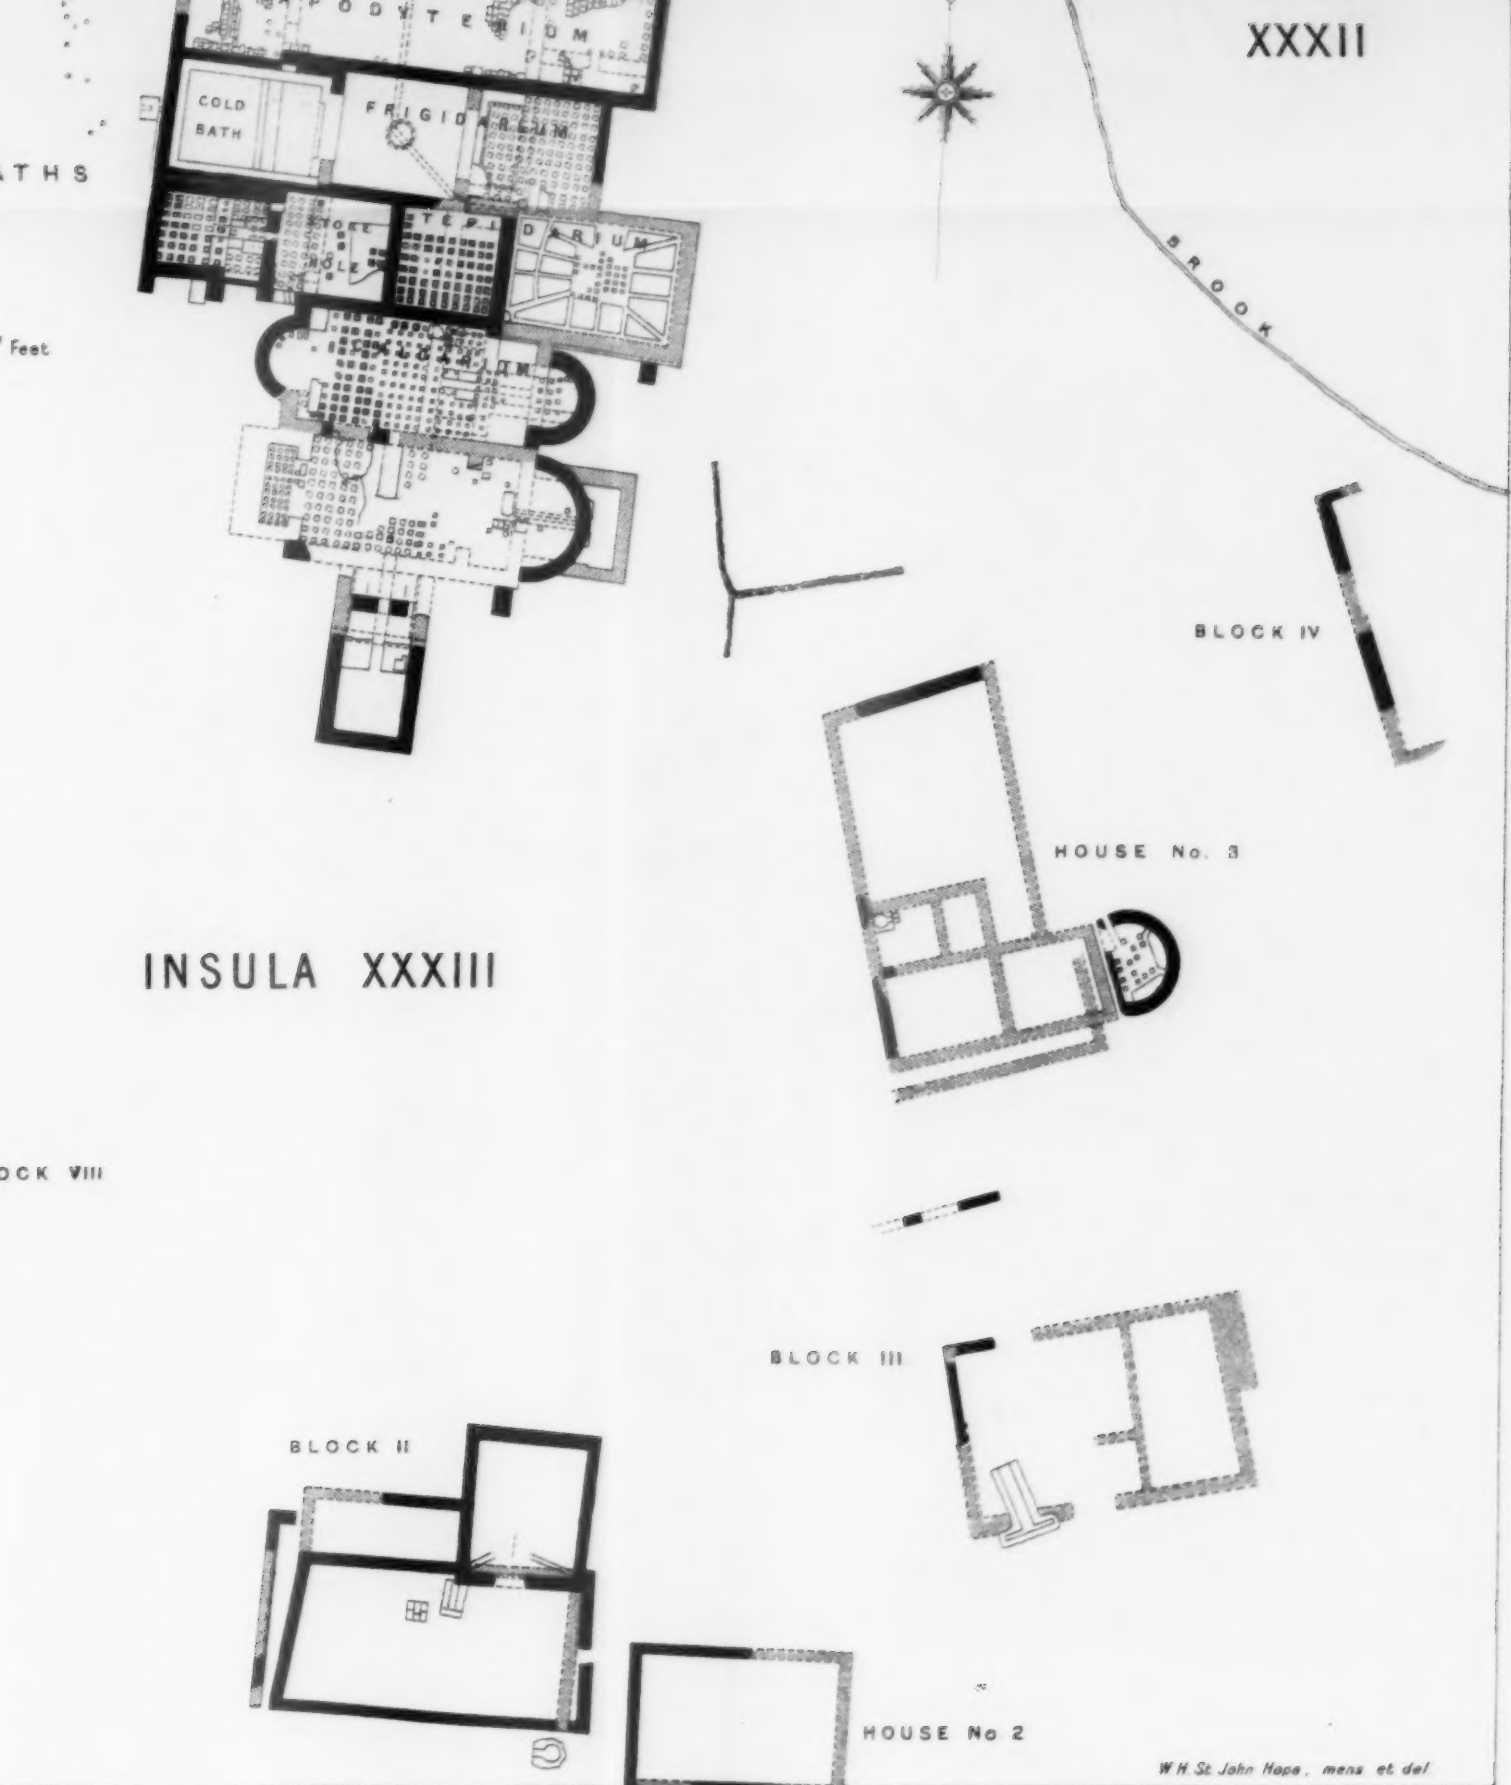 APODYTERIUM
XXXII
COLD
BATH
FRIGIDARIUM
ATHS
STOKE
HOLE
TEPIDARIUM
BROOK
Feet
CALDARIUM
BLOCK IV
HOUSE No. 3
INSULA XXXIII
OCK VIII
BLOCK III
BLOCK II
HOUSE No 2
W. H. St. John Hope, mens et del